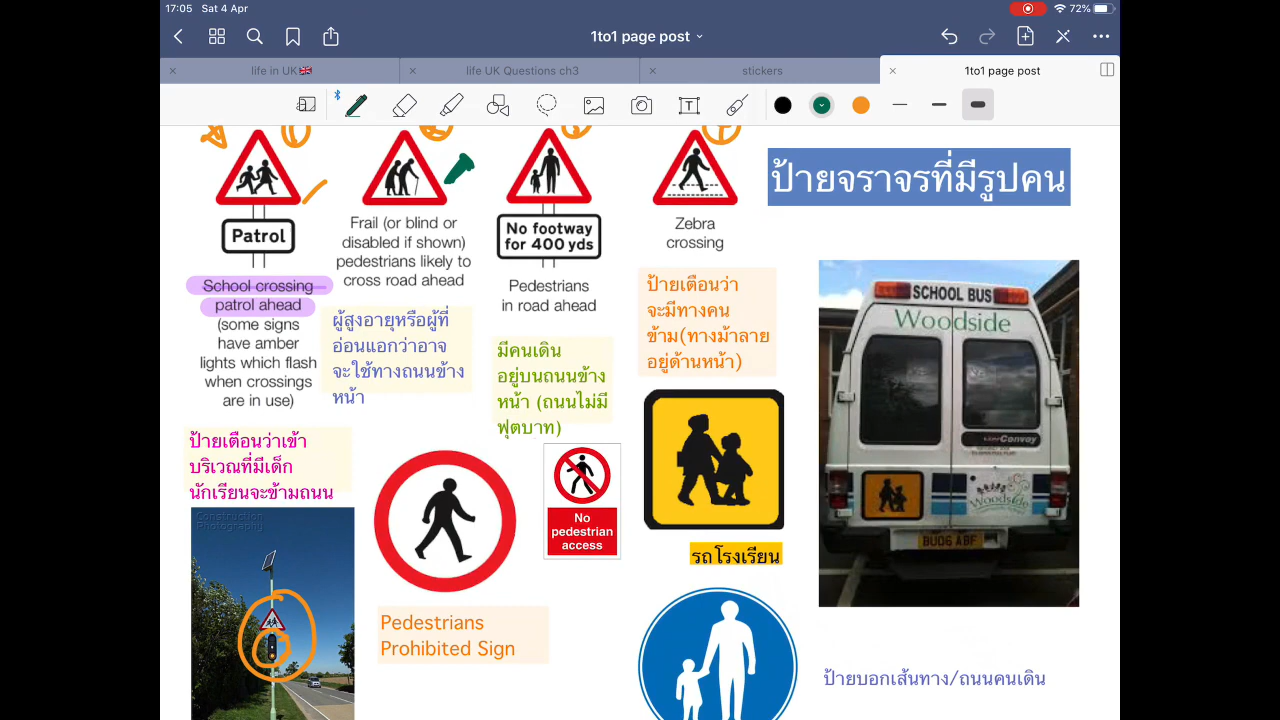 17:05 Sat 4 Apr
72%
1to1 page post
life in UK🇬🇧
life UK Questions ch3
stickers
1to1 page post
ป้ายจราจรที่มีรูปคน
Patrol
School crossing
patrol ahead
(some signs
have amber
lights which flash
when crossings
are in use)
ป้ายเตือนว่าเข้า
บริเวณที่มีเด็ก
นักเรียนจะข้ามถนน
Construction
Photography
Frail (or blind or
disabled if shown)
pedestrians likely to
cross road ahead
ผู้สูงอายุหรือผู้ที่
อ่อนแอกว่าอาจ
จะใช้ทางถนนข้าง
หน้า
No footway
for 400 yds
Pedestrians
in road ahead
มีคนเดิน
อยู่บนถนนข้าง
หน้า (ถนนไม่มี
ฟุตบาท)
Zebra
crossing
ป้ายเตือนว่า
จะมีทางคน
ข้าม(ทางม้าลาย
อยู่ด้านหน้า)
Pedestrians
Prohibited Sign
No
pedestrian
access
รถโรงเรียน
SCHOOL BUS
Woodside
Convoy
Woodside
BU06 ABF
ป้ายบอกเส้นทาง/ถนนคนเดิน